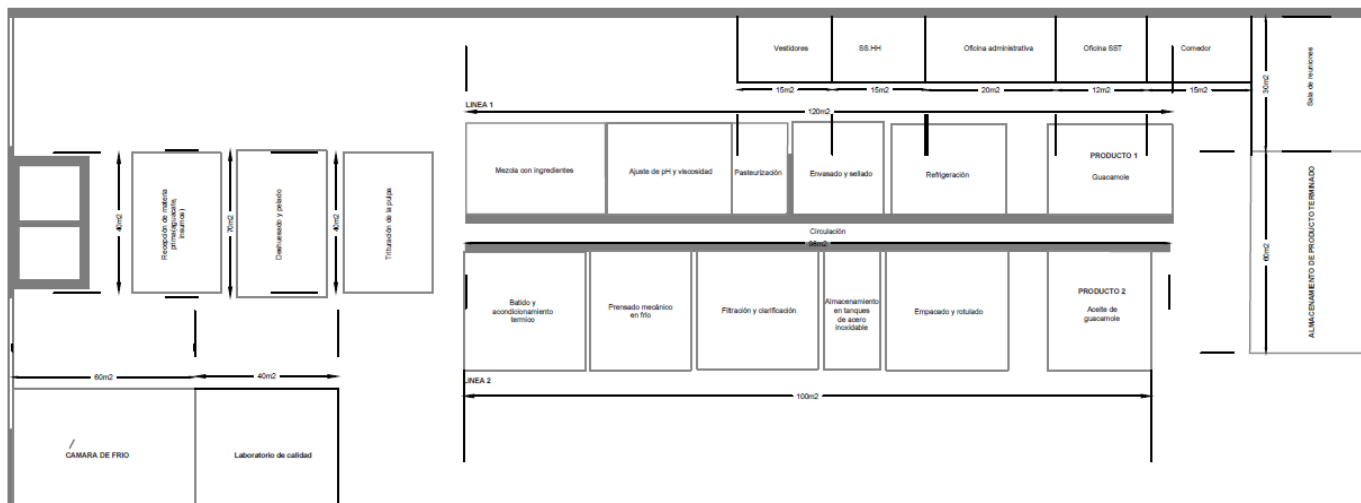 Vestidores
SS.HH
Oficina administrativa
Oficina SST
Comedor
Sala de reuniones
15m2
15m2
20m2
12m2
15m2
30m2
LINEA 1
120m2
Mezcla con ingredientes
Ajuste de pH y viscosidad
Pasteurización
Envasado y sellado
Refrigeración
PRODUCTO 1
Guacamole
40m2
Recepción de materia
prima(aguacate,
insumos)
70m2
Deshuesado y pelado
40m2
Trituración de la pulpa
Circulación
60m2
ALMACENAMIENTO DE PRODUCTO TERMINADO
Batido y
acondicionamiento
termico
Prensado mecánico
en frío
Filtración y clarificación
Almacenamiento
en tanques
de acero
inoxidable
Empacado y rotulado
PRODUCTO 2
Aceite de
guacamole
60m2
40m2
LINEA 2
100m2
CAMARA DE FRIO
Laboratorio de calidad